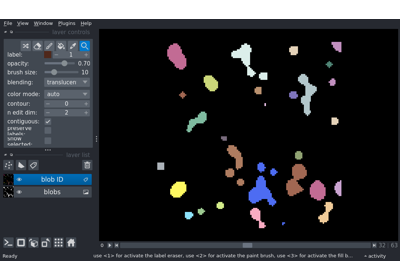 File View Window Plugins Help
layer controls
label: 1
opacity: 0.70
brush size: 10
blending: translucen
color mode: auto
contour: 0
n edit dim: 2
contiguous:
preserve labels:
show selected:
layer list
blob ID
blobs
32 63
Ready
use <1> for activate the label eraser, use <2> for activate the paint brush, use <3> for activate the fill b...
activity